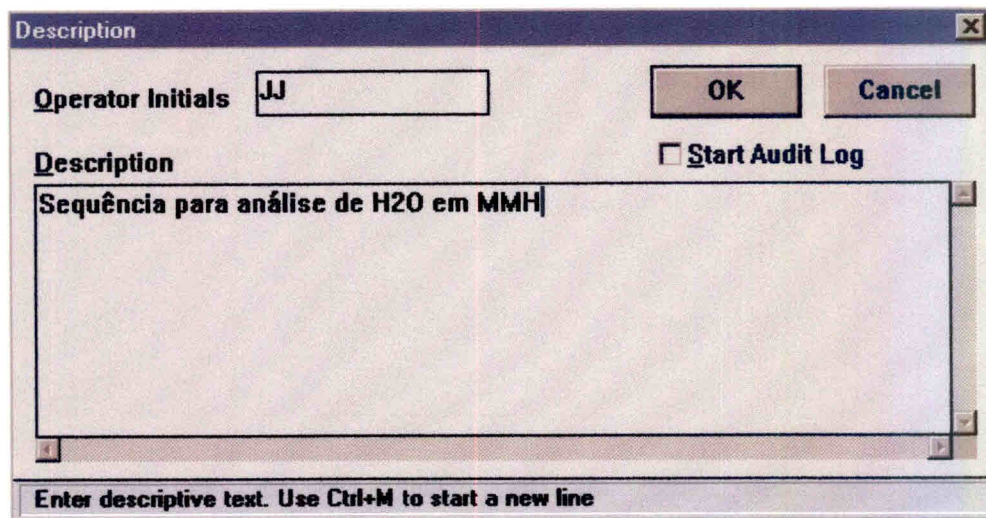 Description
Operator Initials JJ OK Cancel
Start Audit Log
Description
Sequência para análise de H2O em MMH
Enter descriptive text. Use Ctrl+M to start a new line